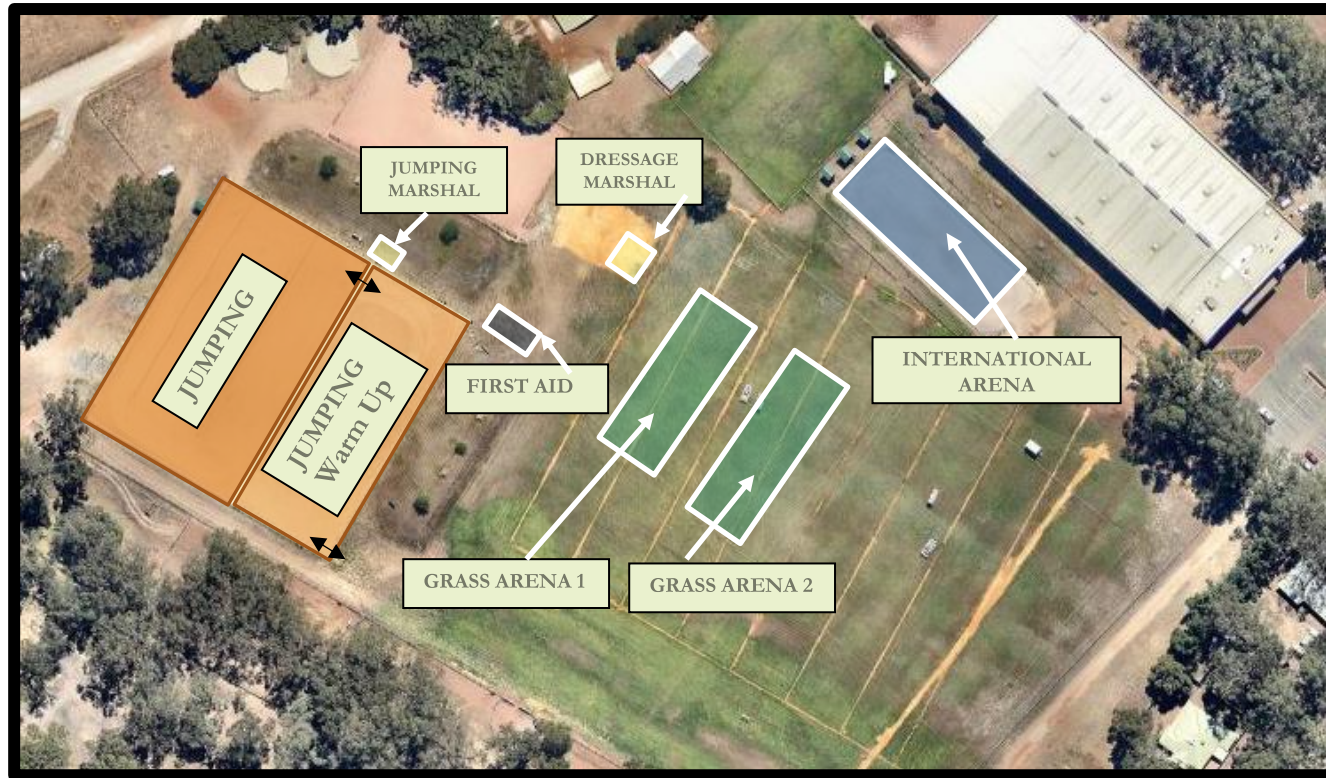 JUMPING
MARSHAL
DRESSAGE
MARSHAL
JUMPING
JUMPING
Warm Up
FIRST AID
INTERNATIONAL
ARENA
GRASS ARENA 1
GRASS ARENA 2